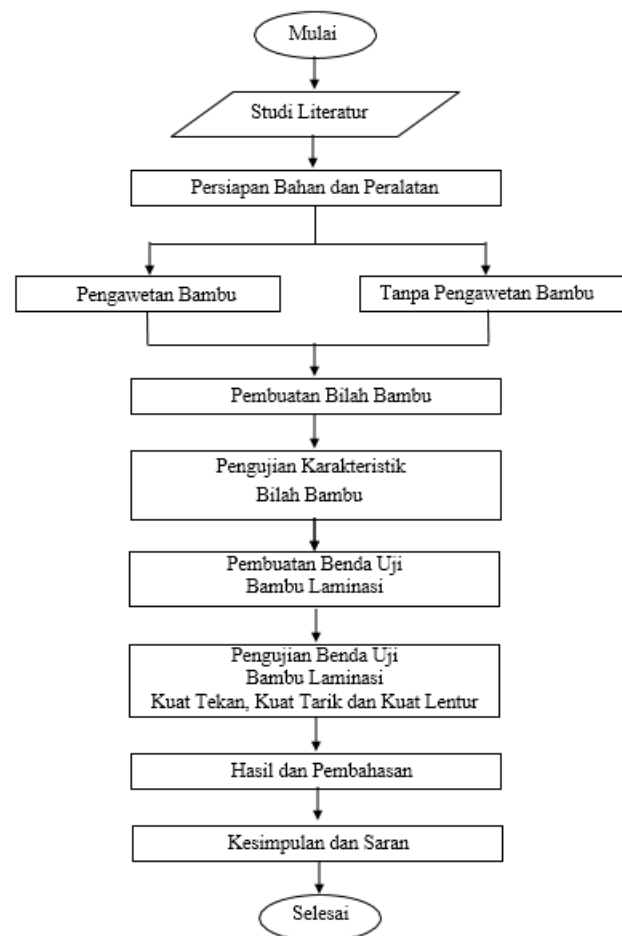 Mulai
Studi Literatur
Persiapan Bahan dan Peralatan
Pengawetan Bambu
Tanpa Pengawetan Bambu
Pembuatan Bilah Bambu
Pengujian Karakteristik
Bilah Bambu
Pembuatan Benda Uji
Bambu Laminasi
Pengujian Benda Uji
Bambu Laminasi
Kuat Tekan, Kuat Tarik dan Kuat Lentur
Hasil dan Pembahasan
Kesimpulan dan Saran
Selesai